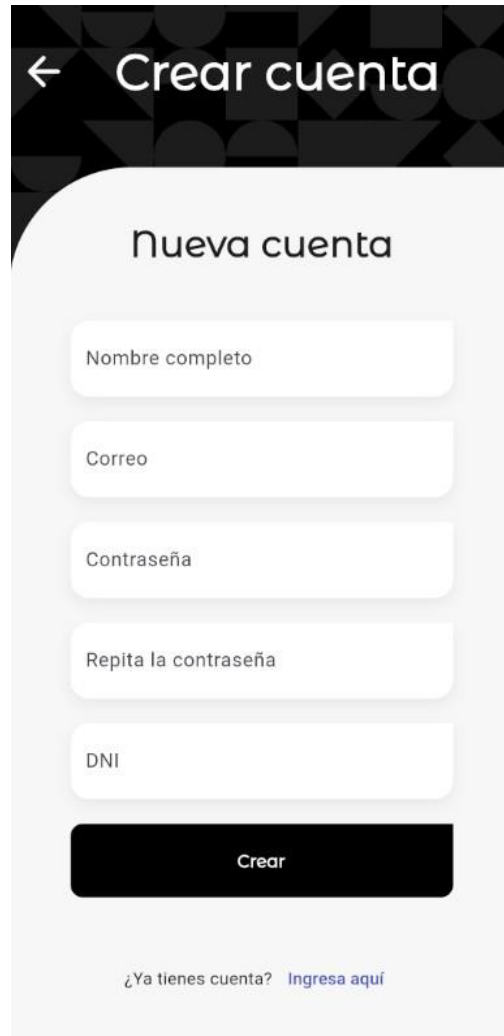 Crear cuenta
Nueva cuenta
Nombre completo
Correo
Contraseña
Repita la contraseña
DNI
Crear
¿Ya tienes cuenta? Ingresa aquí